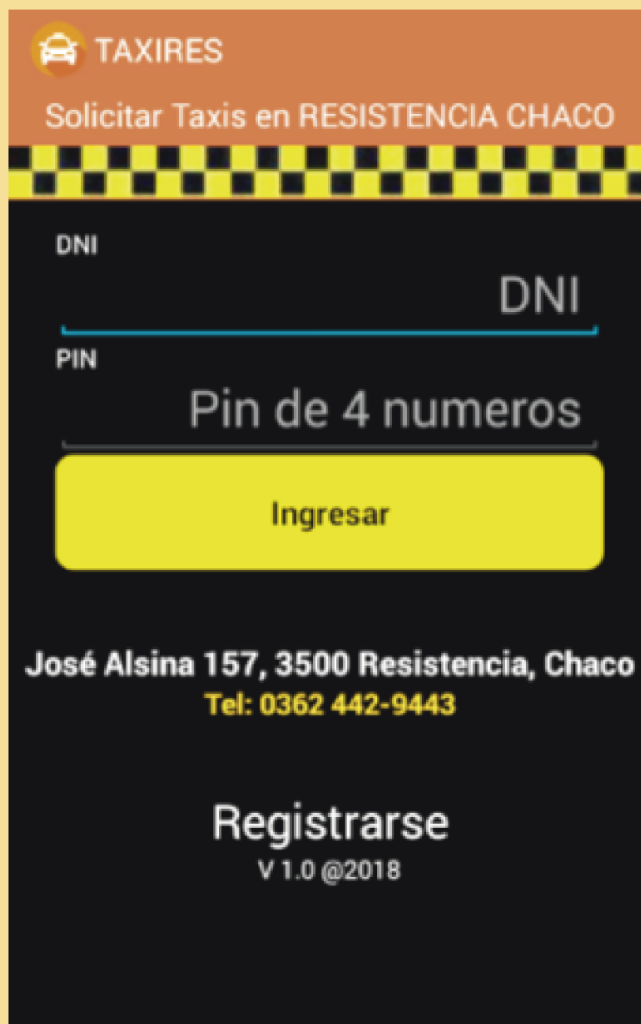 TAXIRES
Solicitar Taxis en RESISTENCIA CHACO
DNI
DNI
PIN
Pin de 4 numeros
Ingresar
José Alsina 157, 3500 Resistencia, Chaco
Tel: 0362 442-9443
Registrarse
V 1.0 @2018